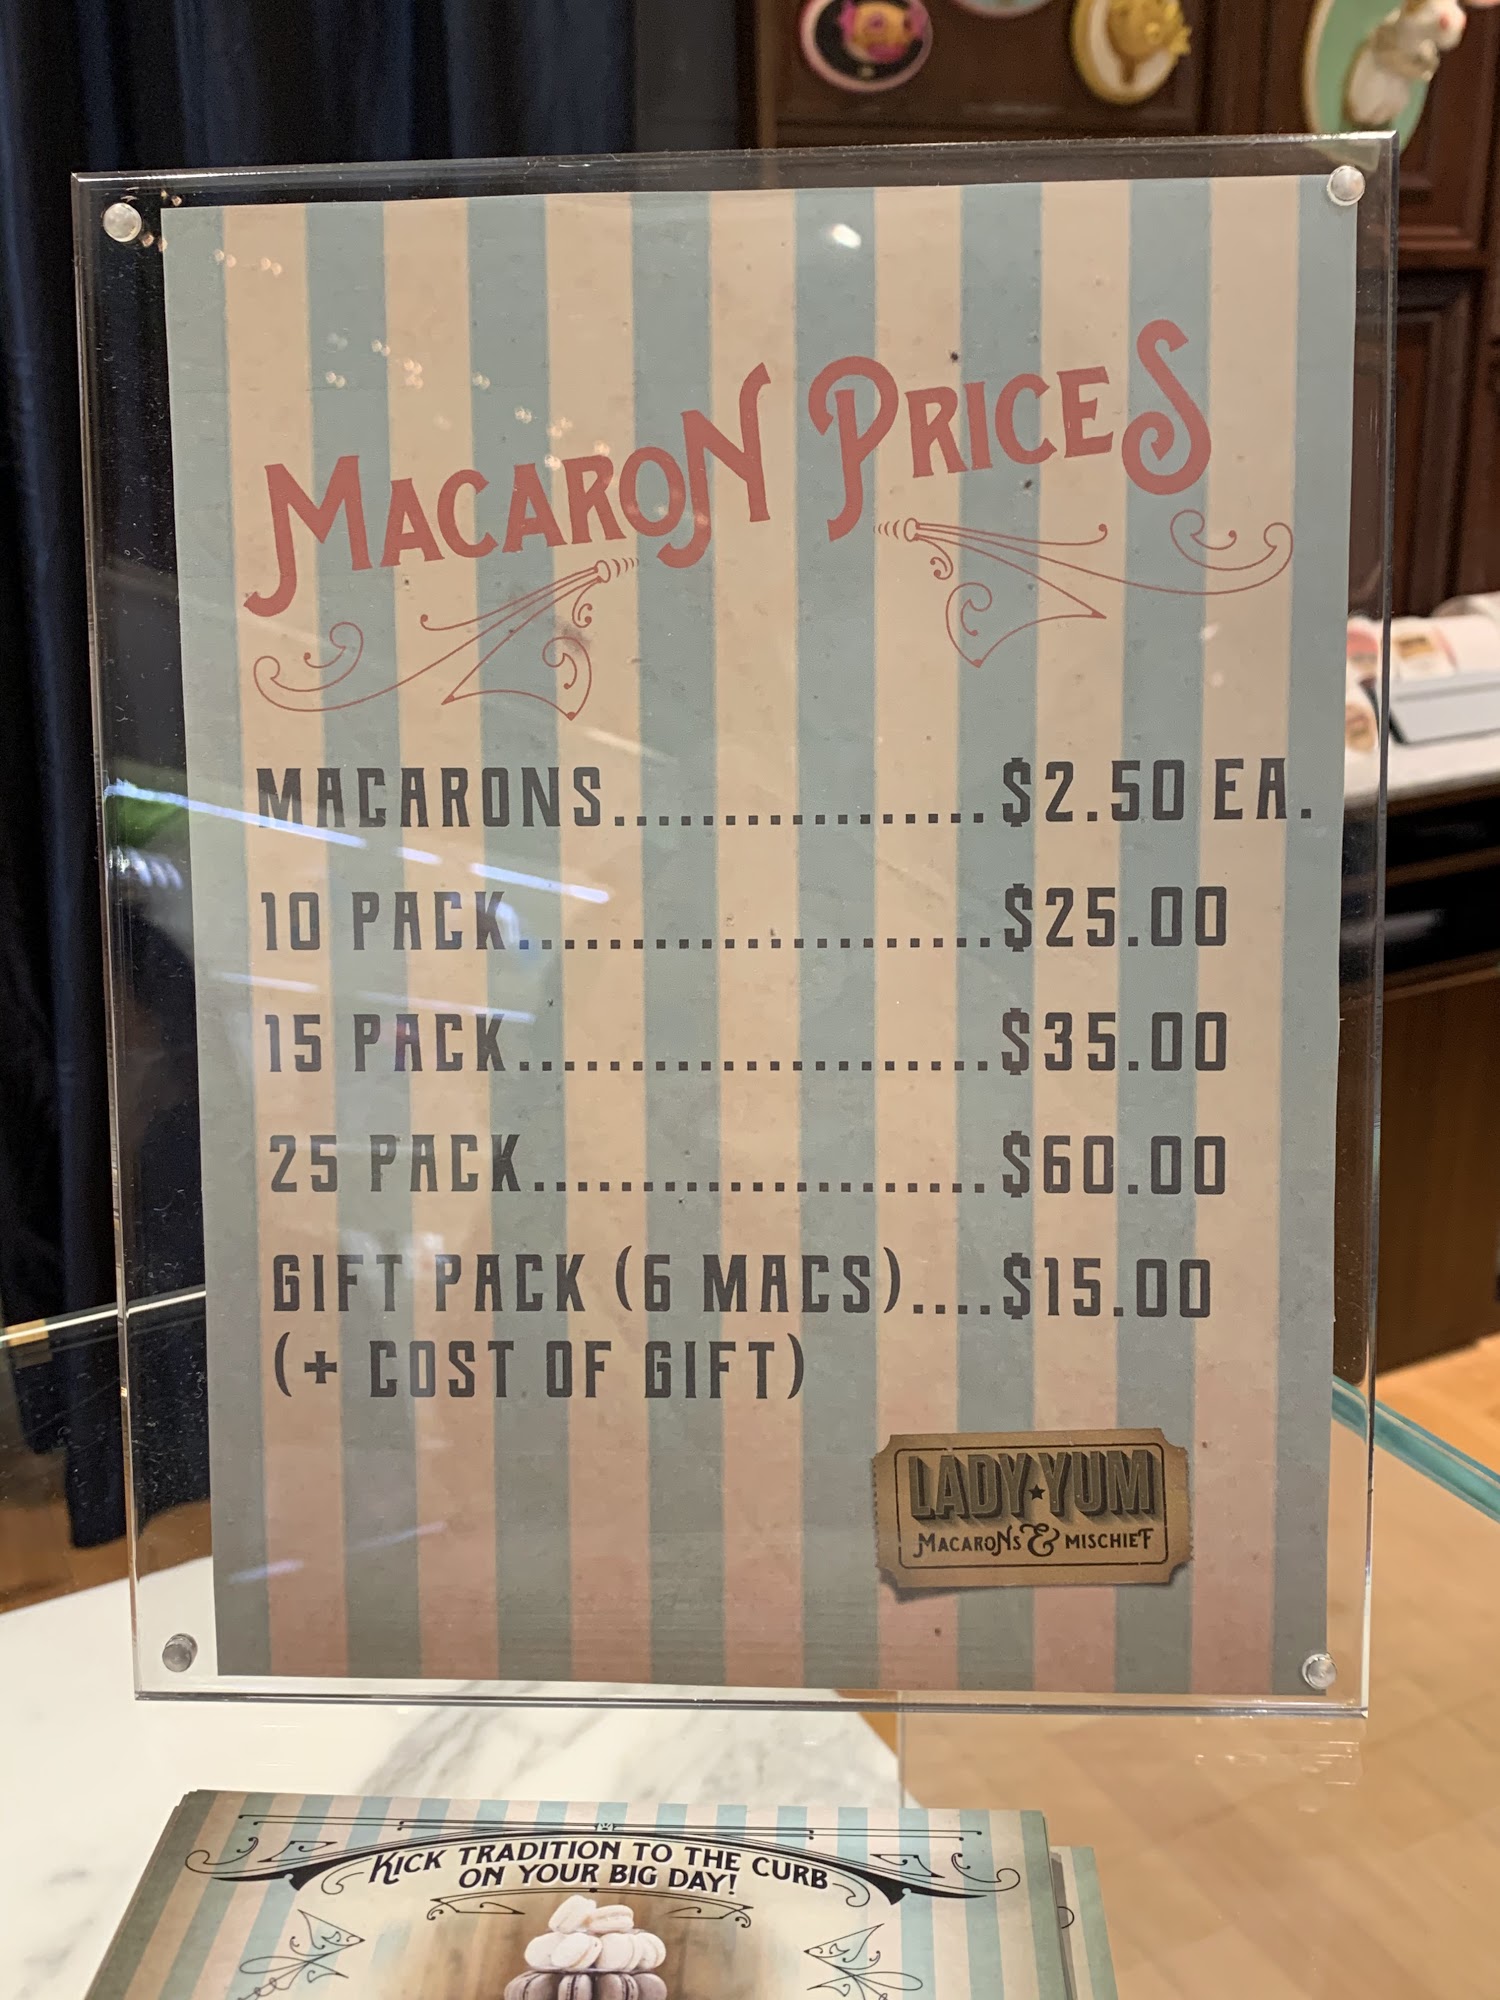 MACARON PRICES
MACARONS.................$2.50 EA.
10 PACK......................$25.00
15 PACK......................$35.00
25 PACK.....................$60.00
GIFT PACK (6 MACS)....$15.00
(+ COST OF GIFT)
LADY★YUM
MACARONS & MISCHIEF
KICK TRADITION TO THE CURB
ON YOUR BIG DAY!